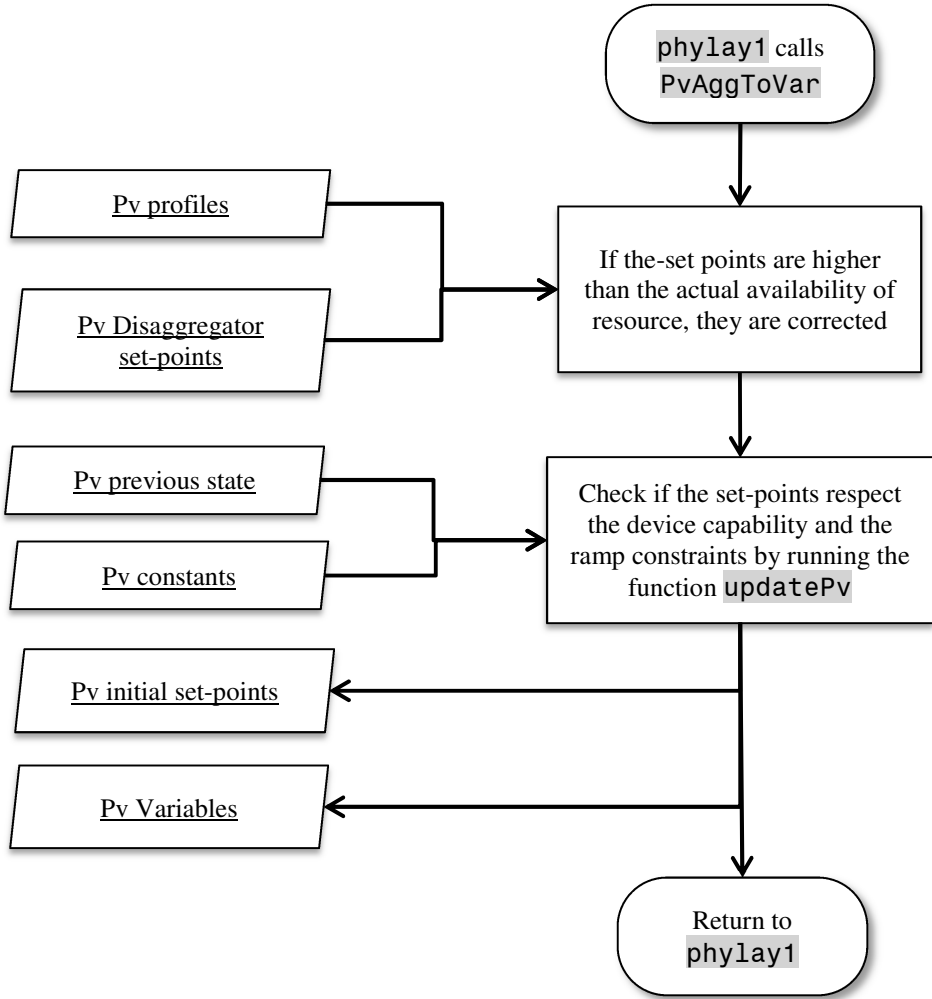 phylay1 calls
PvAggToVar
Pv profiles
If the-set points are higher
than the actual availability of
resource, they are corrected
Pv Disaggregator
set-points
Pv previous state
Check if the set-points respect
the device capability and the
ramp constraints by running the
function updatePv
Pv constants
Pv initial set-points
Pv Variables
Return to
phylay1